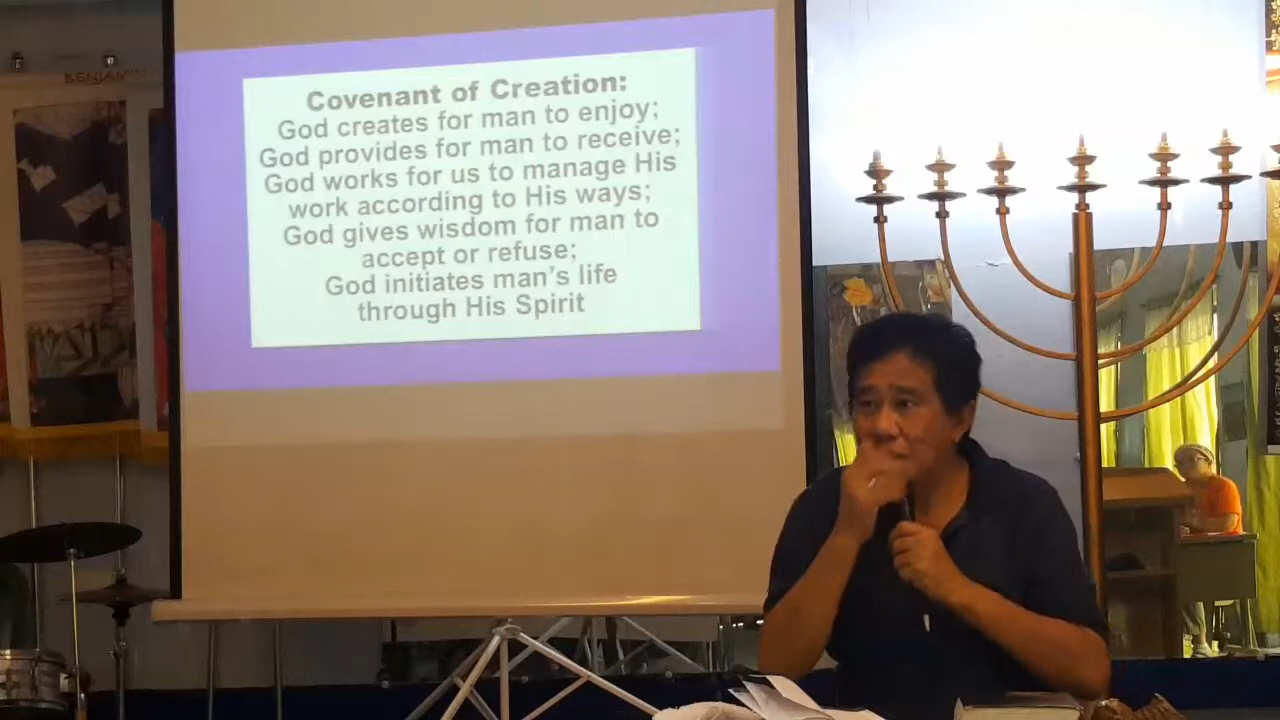 BENJAMIN
Covenant of Creation:
God creates for man to enjoy;
God provides for man to receive;
God works for us to manage His
work according to His ways;
God gives wisdom for man to
accept or refuse;
God initiates man's life
through His Spirit